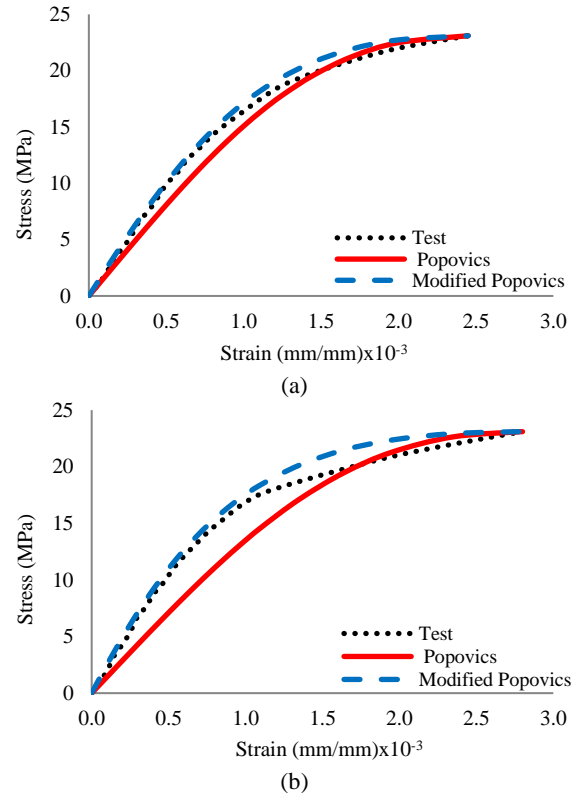 25
20
15
10
5
0
Stress (MPa)
Test
Popovics
Modified Popovics
0.0 0.5 1.0 1.5 2.0 2.5 3.0
Strain (mm/mm)x10⁻³
(a)
25
20
15
10
5
0
Stress (MPa)
Test
Popovics
Modified Popovics
0.0 0.5 1.0 1.5 2.0 2.5 3.0
Strain (mm/mm)x10⁻³
(b)